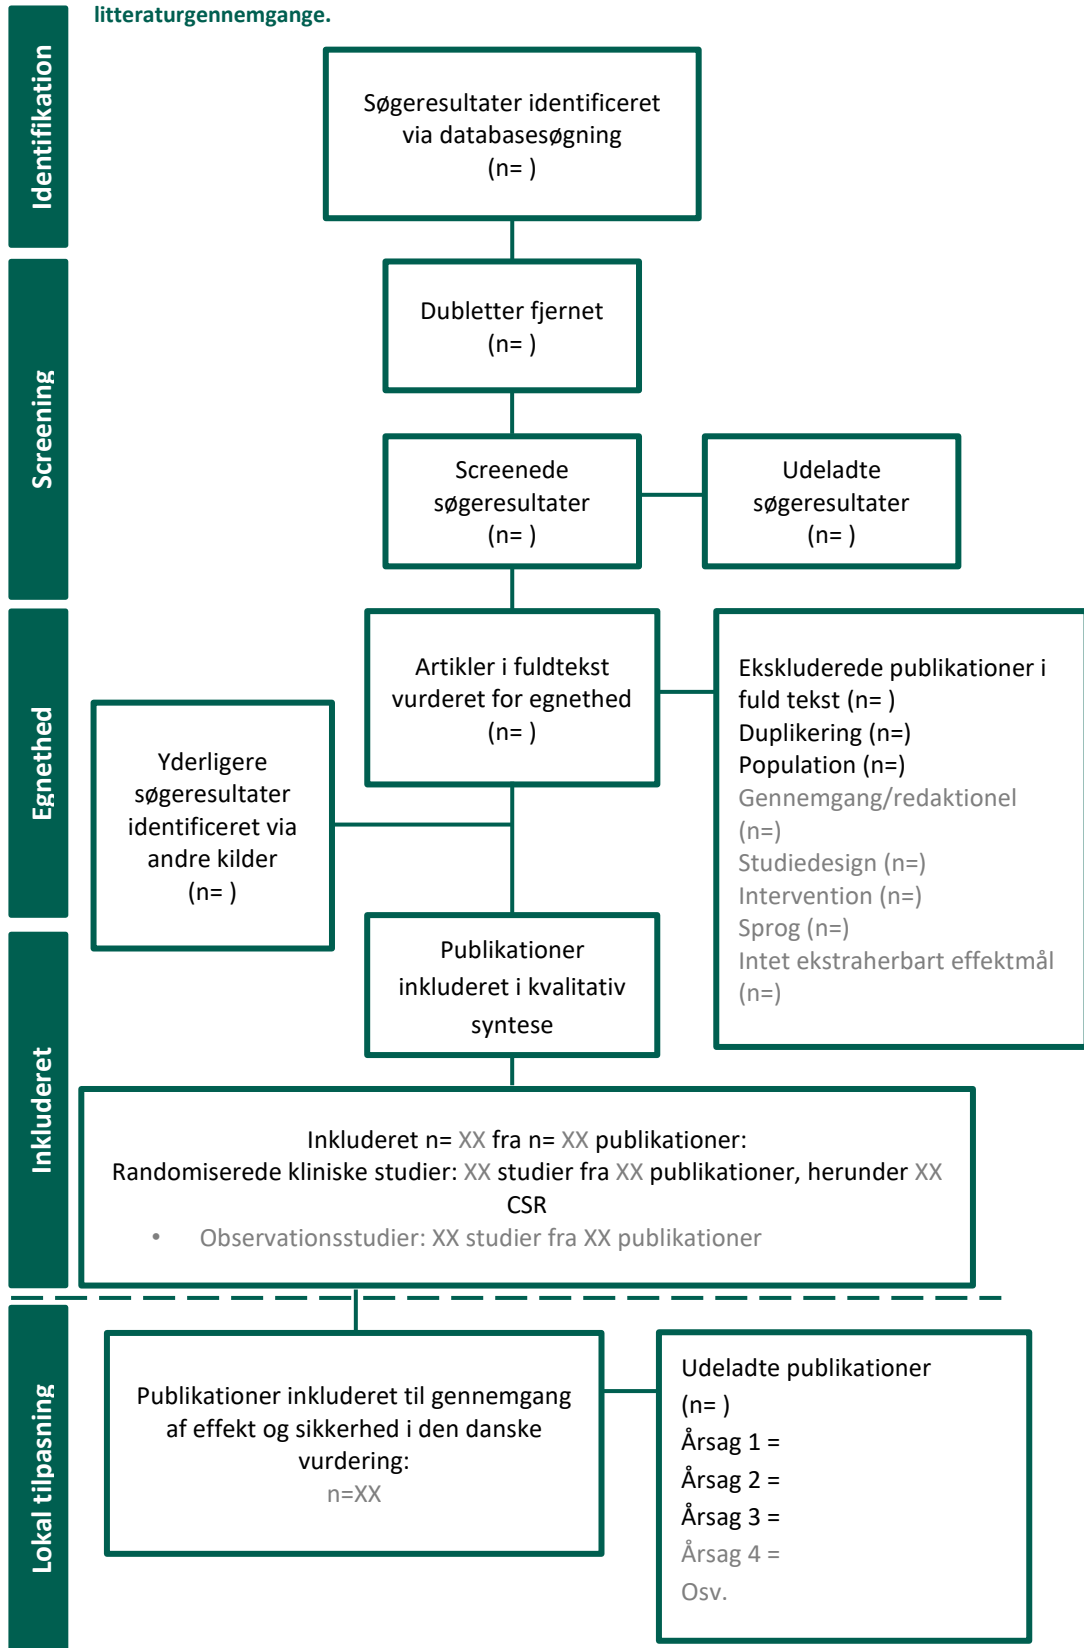 litteraturgennemgange.
Identifikation
Søgeresultater identificeret
via databasesøgning
(n= )
Screening
Dubletter fjernet
(n= )
Screenede
søgeresultater
(n= )
Udeladte
søgeresultater
(n= )
Egnethed
Artikler i fuldtekst
vurderet for egnethed
(n= )
Ekskluderede publikationer i
fuld tekst (n= )
Duplikering (n=)
Population (n=)
Gennemgang/redaktionel
(n=)
Studiedesign (n=)
Intervention (n=)
Sprog (n=)
Intet ekstraherbart effektmål
(n=)
Yderligere
søgeresultater
identificeret via
andre kilder
(n= )
Inkluderet
Publikationer
inkluderet i kvalitativ
syntese
Inkluderet n= XX fra n= XX publikationer:
Randomiserede kliniske studier: XX studier fra XX publikationer, herunder XX
CSR
• Observationsstudier: XX studier fra XX publikationer
Lokal tilpasning
Publikationer inkluderet til gennemgang
af effekt og sikkerhed i den danske
vurdering:
n=XX
Udeladte publikationer
(n= )
Årsag 1 =
Årsag 2 =
Årsag 3 =
Årsag 4 =
Osv.